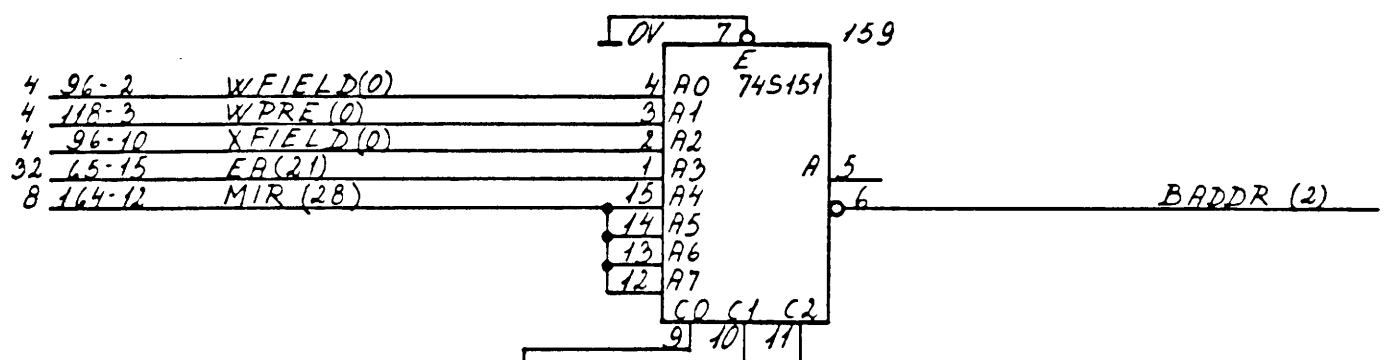 0V 7 159
E
4 96-2 WFIELD(0) 4 A0 74S151
4 118-3 WPRE(0) 3 A1
4 96-10 XFIELD(0) 2 A2
32 65-15 EA(21) 1 A3 A 5
8 164-12 MIR (28) 15 A4 6 BADDR (2)
14 A5
13 A6
12 A7
C0 C1 C2
9 10 11